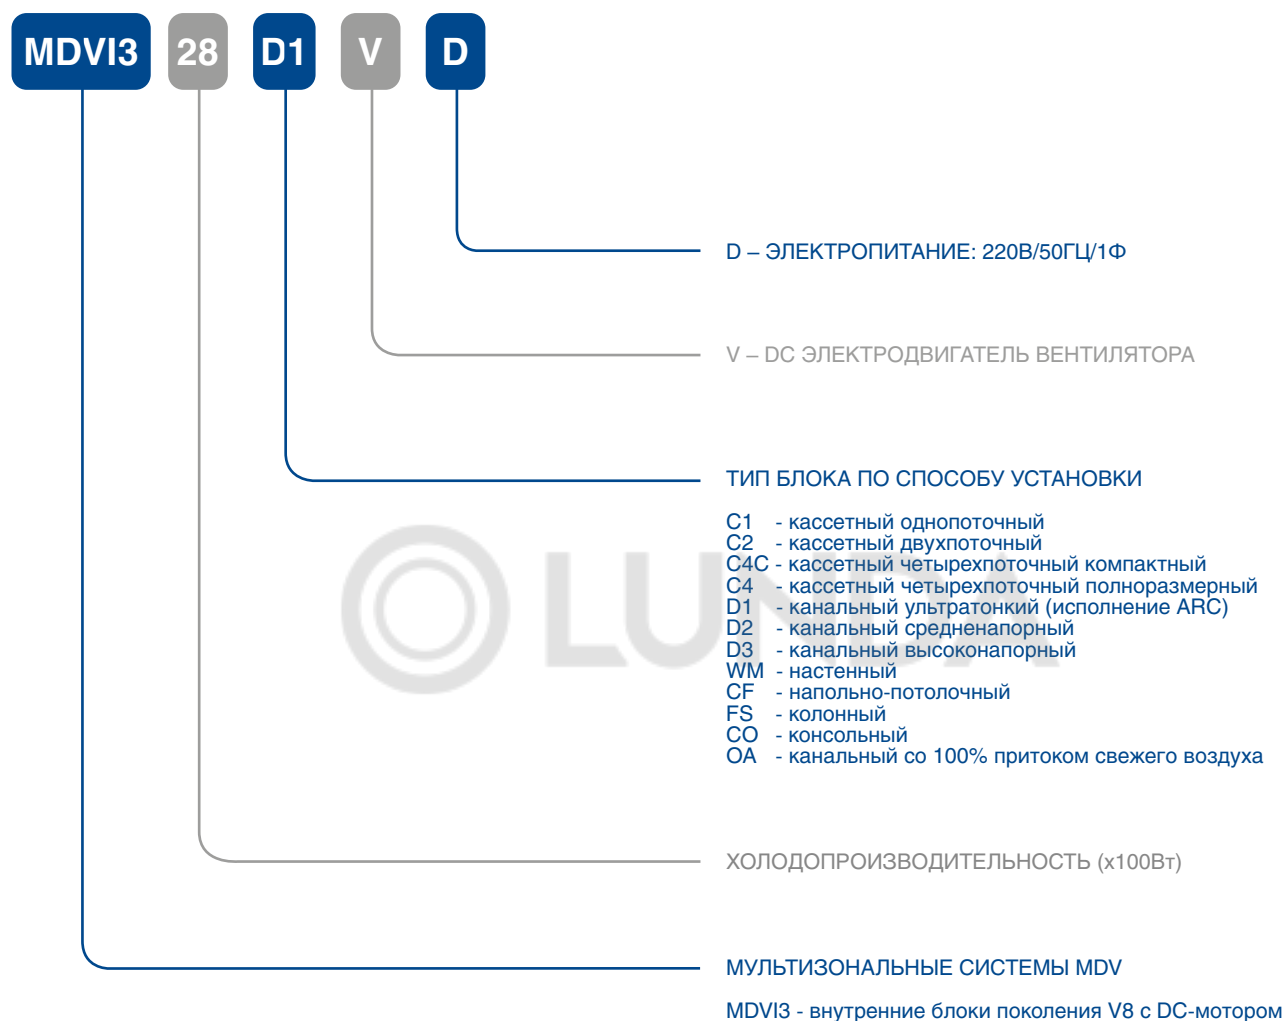 MDVI3 28 D1 V D
D – ЭЛЕКТРОПИТАНИЕ: 220В/50ГЦ/1Ф
V – DC ЭЛЕКТРОДВИГАТЕЛЬ ВЕНТИЛЯТОРА
ТИП БЛОКА ПО СПОСОБУ УСТАНОВКИ
C1 - кассетный однопоточный
C2 - кассетный двухпоточный
C4C - кассетный четырехпоточный компактный
C4 - кассетный четырехпоточный полноразмерный
D1 - канальный ультратонкий (исполнение ARC)
D2 - канальный средненапорный
D3 - канальный высоконапорный
WM - настенный
CF - напольно-потолочный
FS - колонный
CO - консольный
OA - канальный со 100% притоком свежего воздуха
LUNDA
ХОЛОДОПРОИЗВОДИТЕЛЬНОСТЬ (х100Вт)
МУЛЬТИЗОНАЛЬНЫЕ СИСТЕМЫ MDV
MDVI3 - внутренние блоки поколения V8 с DC-мотором